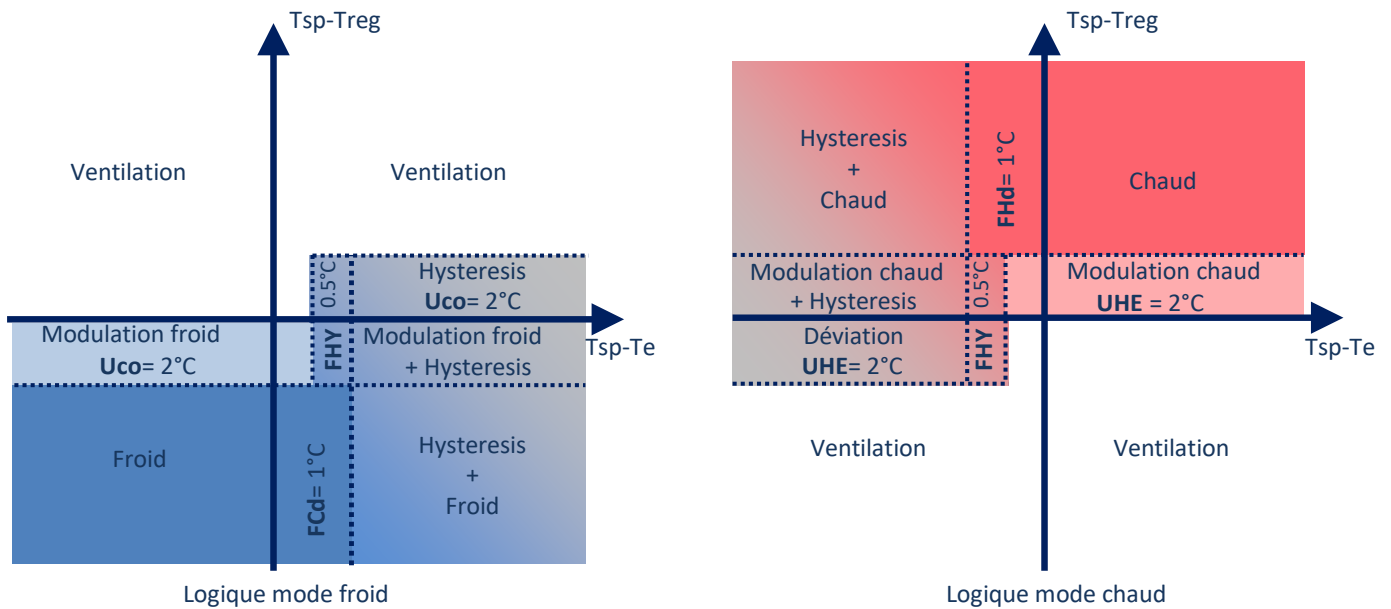 Tsp-Treg
Ventilation
Ventilation
0.5°C
Hysteresis
Uco= 2°C
Tsp-Te
Modulation froid
Uco= 2°C
FHY
Modulation froid
+ Hysteresis
Froid
FCd= 1°C
Hysteresis
+
Froid
Logique mode froid
Tsp-Treg
Hysteresis
+
Chaud
FHd= 1°C
Chaud
Modulation chaud
+ Hysteresis
0.5°C
Modulation chaud
UHE = 2°C
Tsp-Te
Déviation
UHE= 2°C
FHY
Ventilation
Ventilation
Logique mode chaud